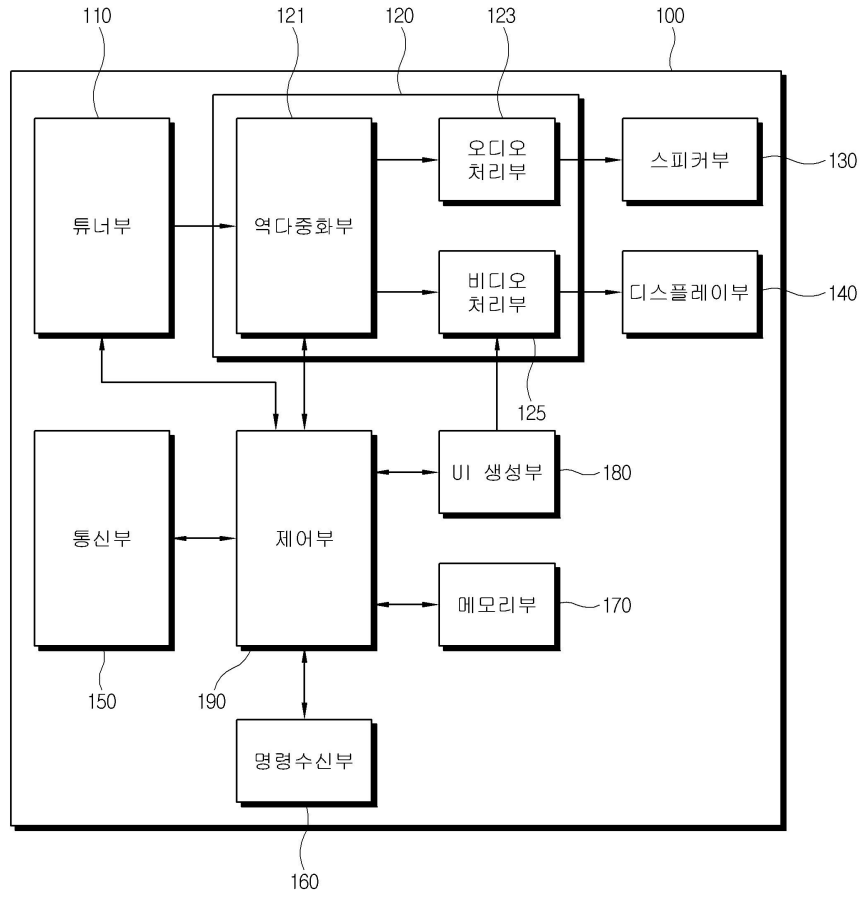 110
121
120
123
100
튜너부
역다중화부
오디오
처리부
스피커부
130
비디오
처리부
디스플레이부
140
125
통신부
제어부
UI 생성부
180
메모리부
170
150
190
명령수신부
160